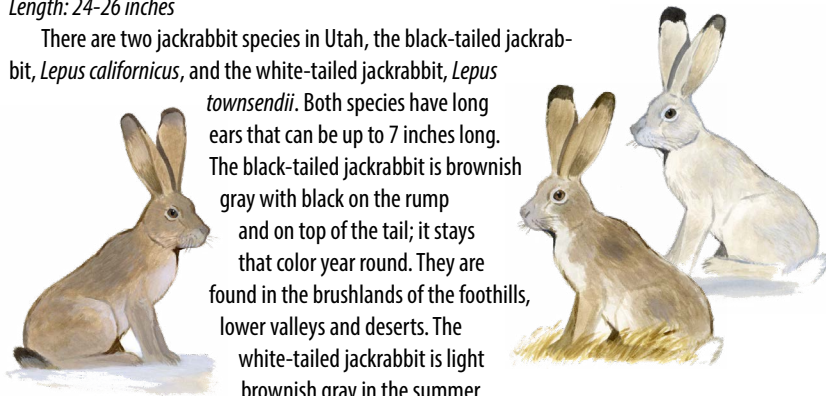 Length: 24-26 inches
There are two jackrabbit species in Utah, the black-tailed jackrab-
bit, Lepus californicus, and the white-tailed jackrabbit, Lepus
townsendii. Both species have long
ears that can be up to 7 inches long.
The black-tailed jackrabbit is brownish
gray with black on the rump
and on top of the tail; it stays
that color year round. They are
found in the brushlands of the foothills,
lower valleys and deserts. The
white-tailed jackrabbit is light
brownish gray in the summer